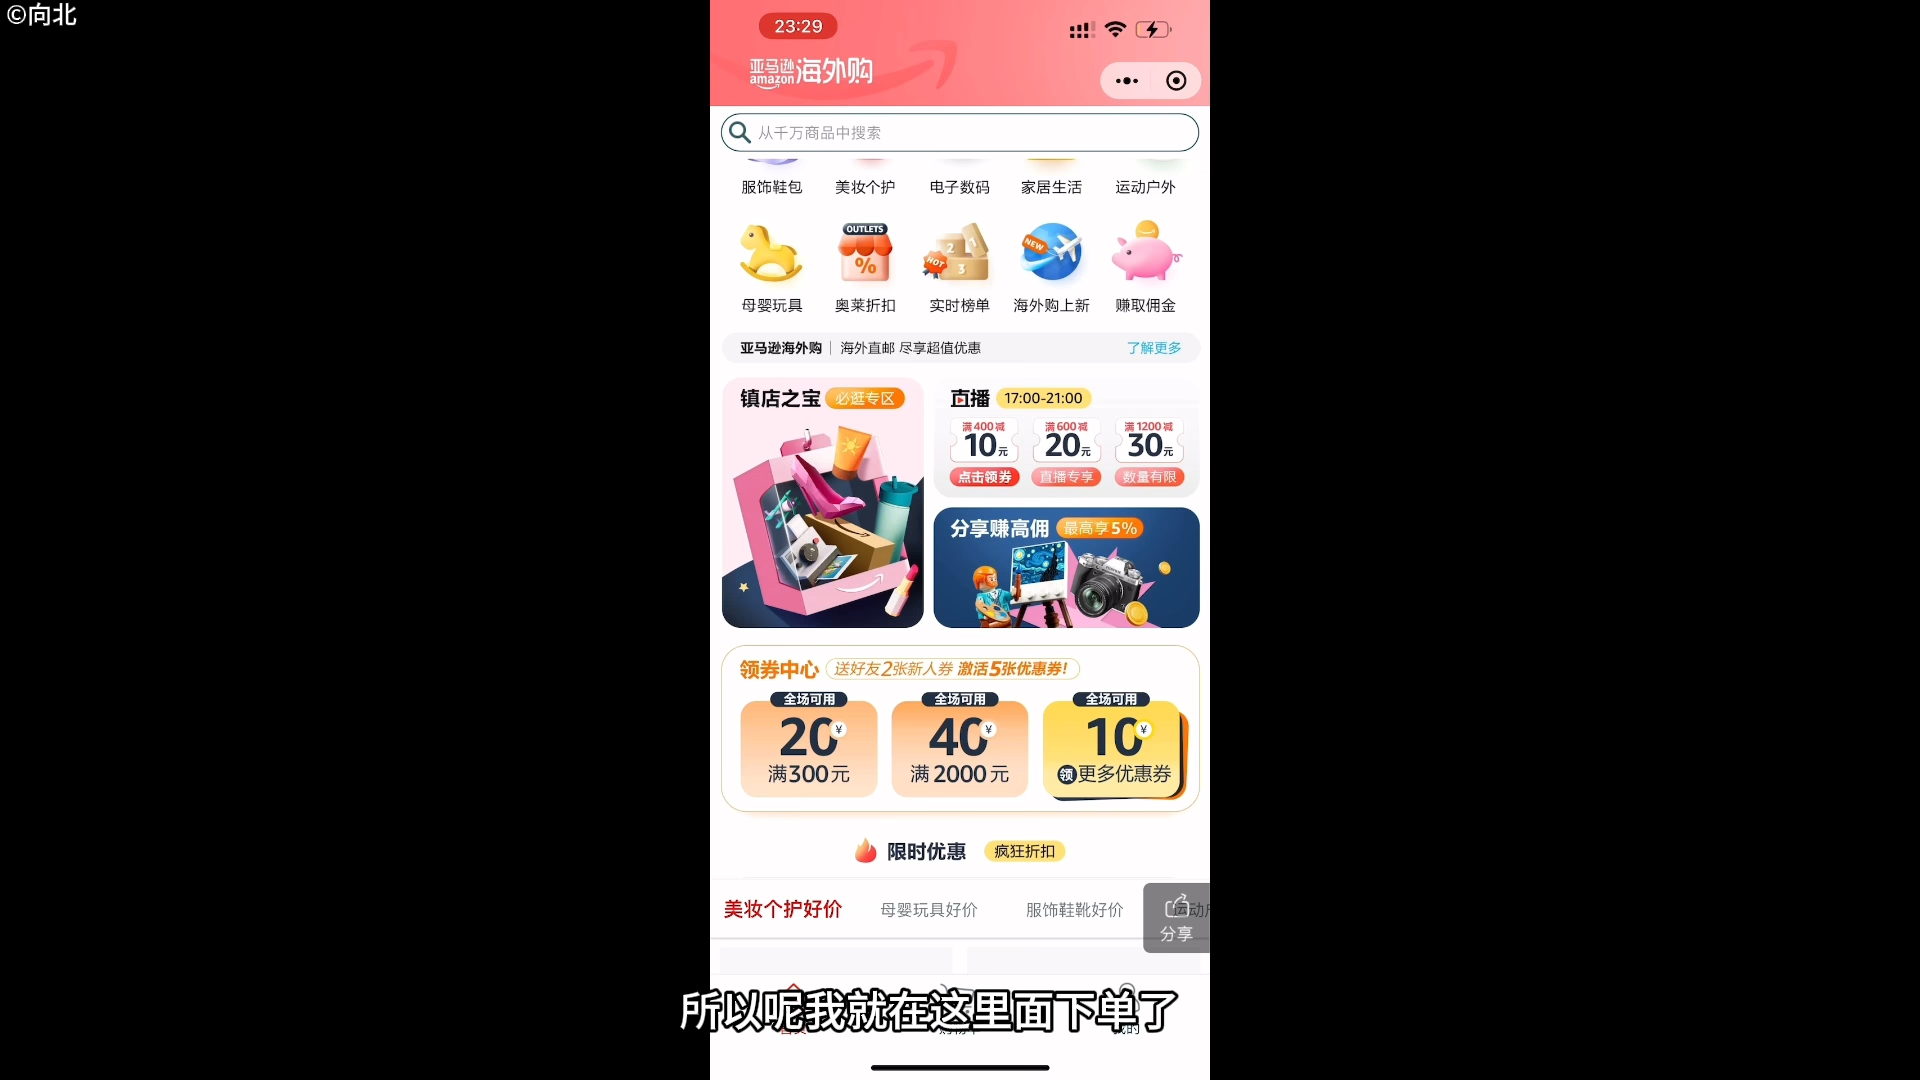 ©向北
23:29
亚马逊
amazon
海外购
从千万商品中搜索
服饰鞋包 美妆个护 电子数码 家居生活 运动户外
OUTLETS
%
HOT
2 1
3
NEW
母婴玩具 奥莱折扣 实时榜单 海外购上新 赚取佣金
亚马逊海外购 海外直邮 尽享超值优惠 了解更多
镇店之宝 必逛专区
直播 17:00-21:00
满400减 满600减 满1200减
10元 20元 30元
点击领券 直播专享 数量有限
分享赚高佣 最高享5%
领券中心 送好友2张新人券 激活5张优惠券!
全场可用 全场可用 全场可用
20¥ 40¥ 10¥
满300元 满2000元 领更多优惠券
限时优惠 疯狂折扣
美妆个护好价 母婴玩具好价 服饰鞋靴好价 运动
分享
所以呢我就在这里面下单了